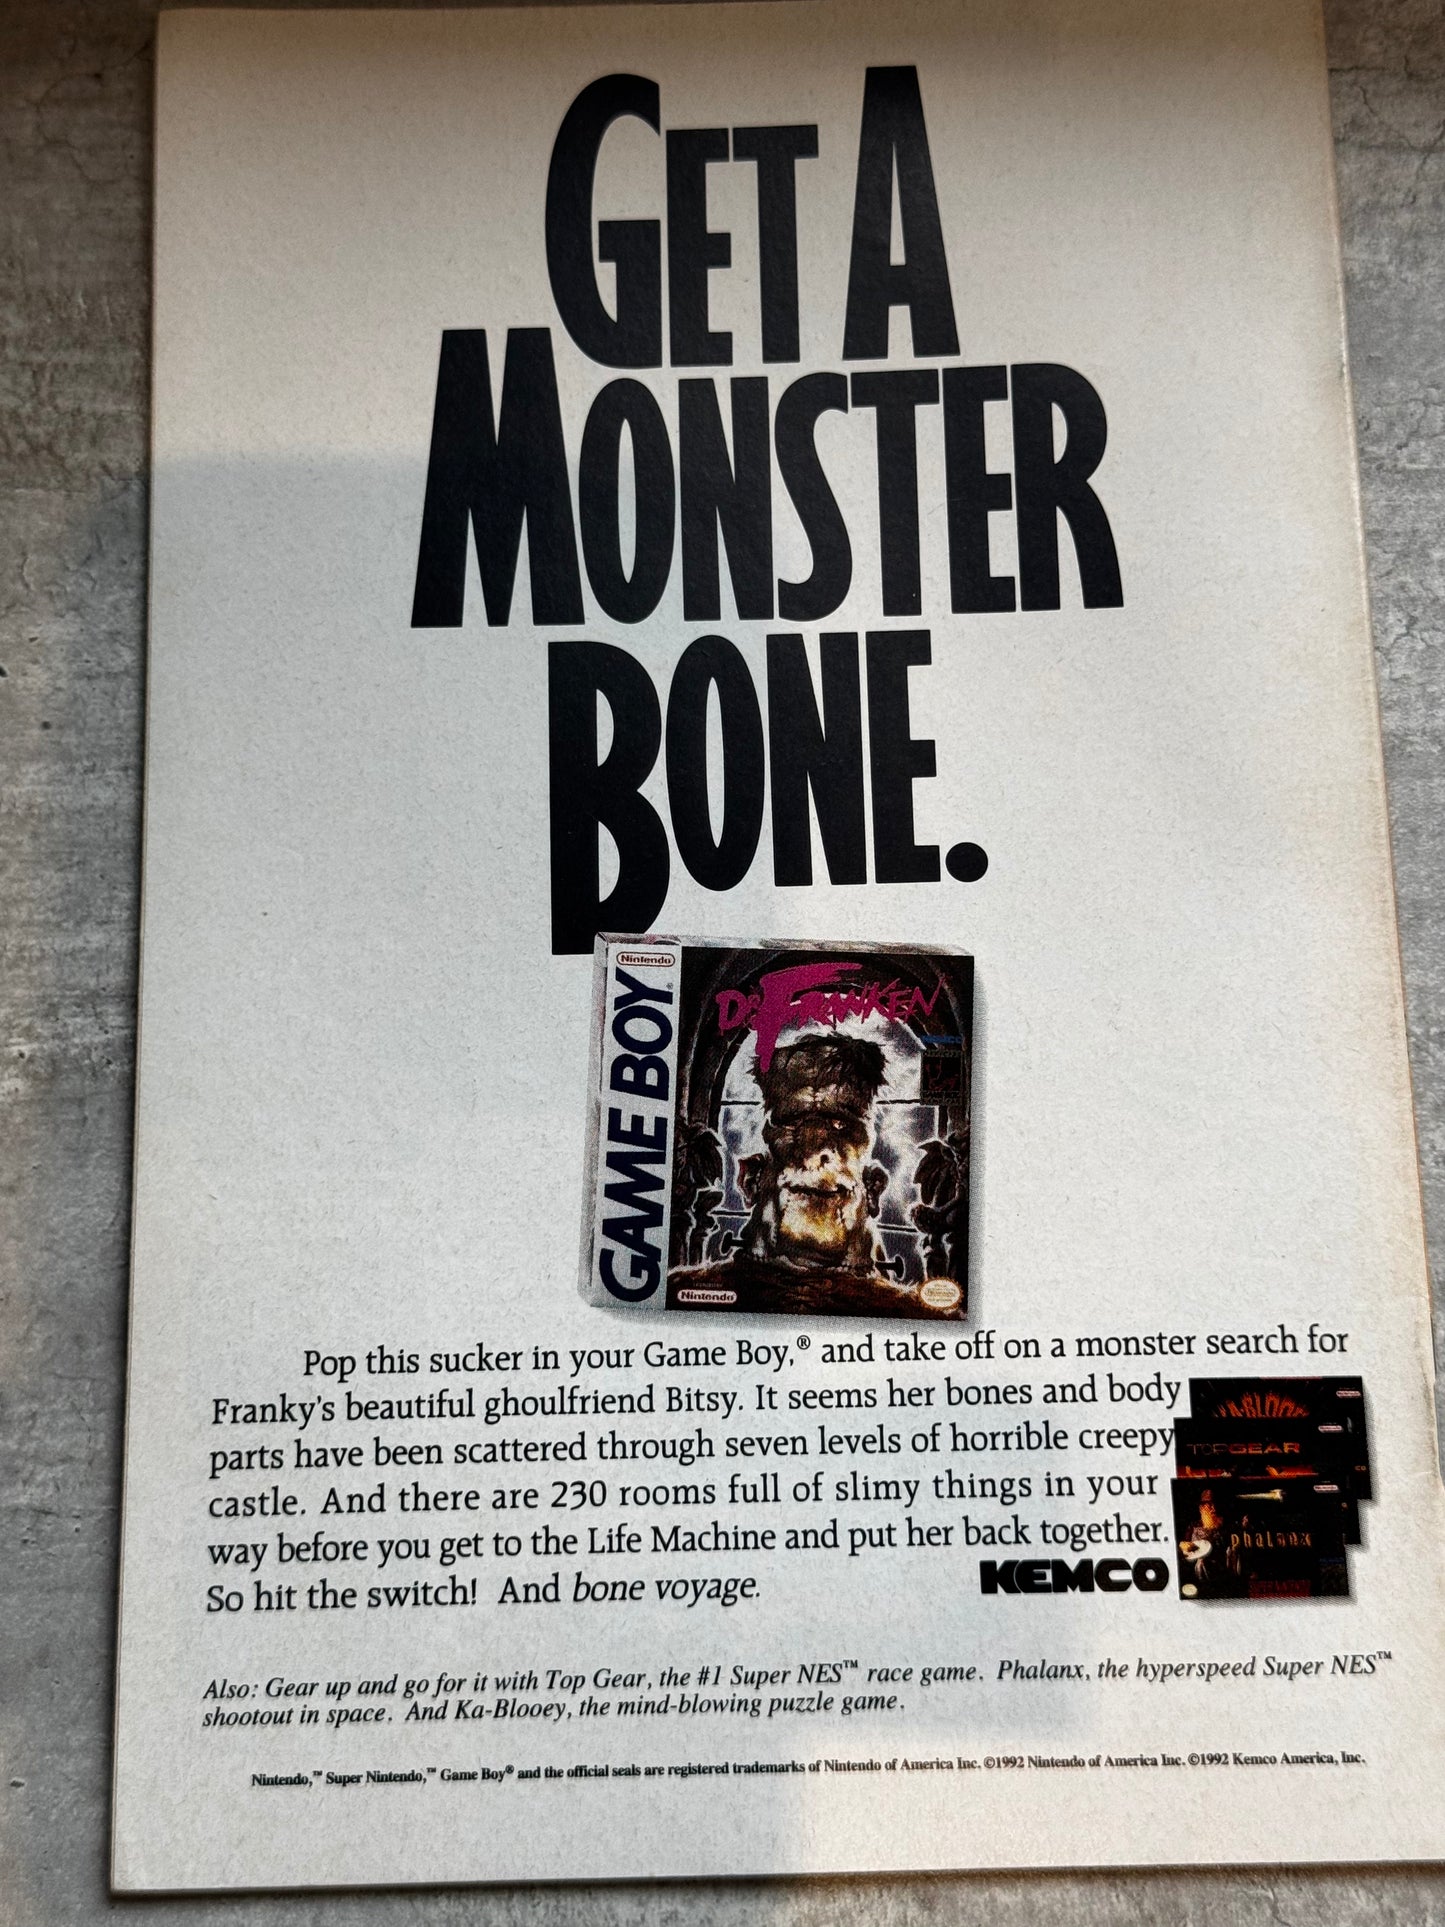 GET A
MONSTER
BONE.
Nintendo
GAME BOY
DR. FRANKEN
KEMCO
Nintendo
Pop this sucker in your Game Boy,® and take off on a monster search for
Franky's beautiful ghoulfriend Bitsy. It seems her bones and body
parts have been scattered through seven levels of horrible creepy
castle. And there are 230 rooms full of slimy things in your
way before you get to the Life Machine and put her back together.
So hit the switch! And bone voyage.
KEMCO
KA-BLOOEY
TOP GEAR
phalanx
Also: Gear up and go for it with Top Gear, the #1 Super NES™ race game. Phalanx, the hyperspeed Super NES™
shootout in space. And Ka-Blooey, the mind-blowing puzzle game.
Nintendo,™ Super Nintendo,™ Game Boy® and the official seals are registered trademarks of Nintendo of America Inc. ©1992 Nintendo of America Inc. ©1992 Kemco America, Inc.